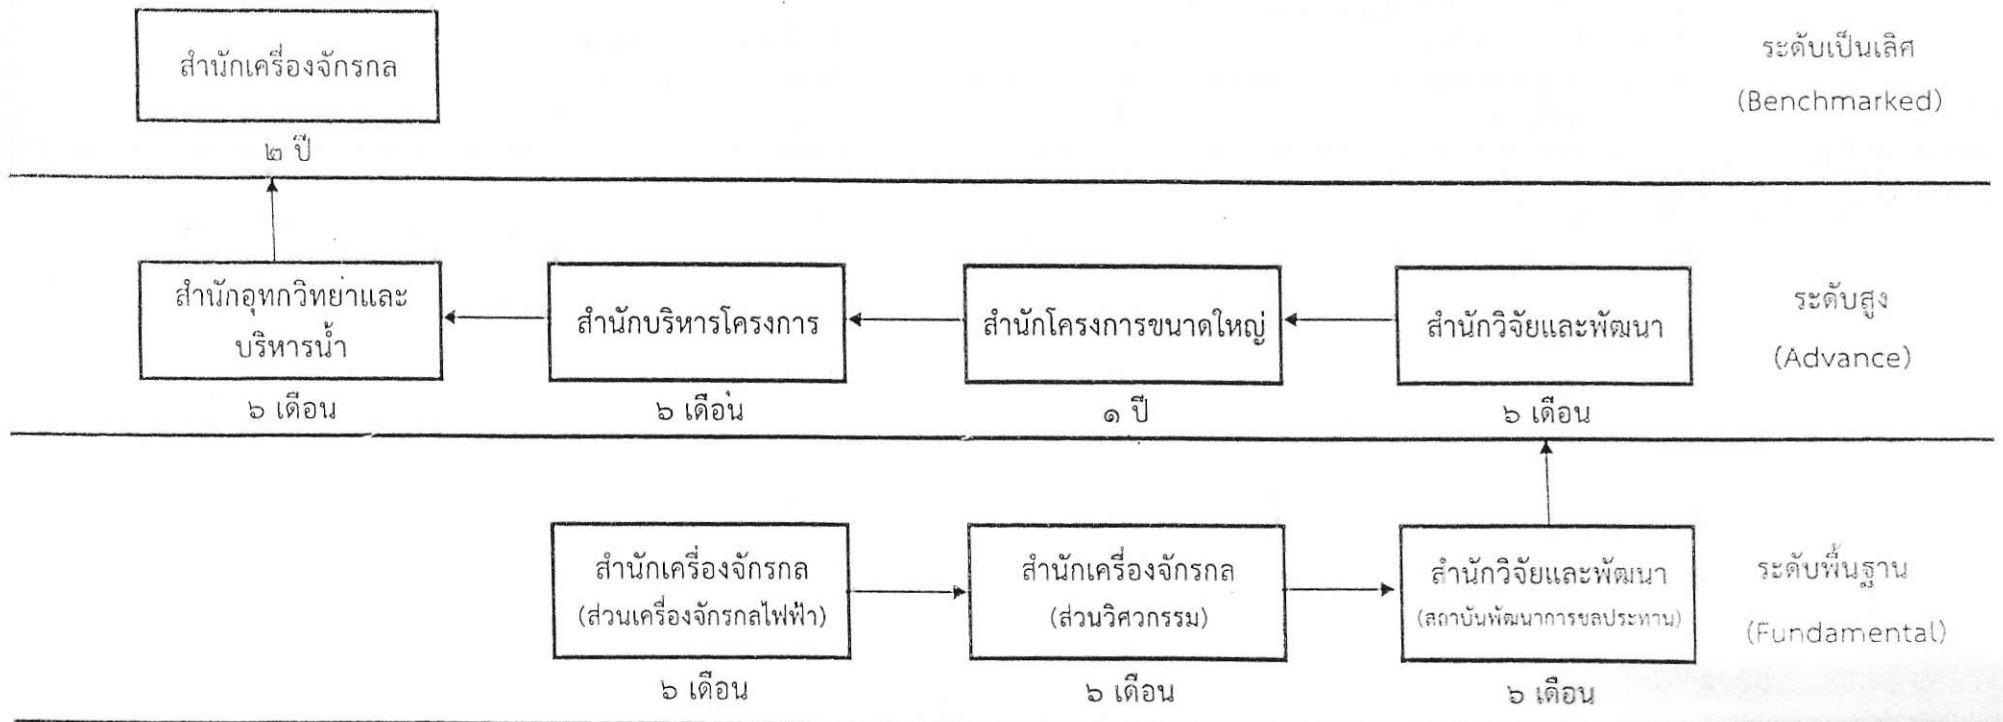 สำนักเครื่องจักรกล
๒ ปี
ระดับเป็นเลิศ
(Benchmarked)
สำนักอุทกวิทยาและ
บริหารน้ำ
๖ เดือน
สำนักบริหารโครงการ
๖ เดือน
สำนักโครงการขนาดใหญ่
๑ ปี
สำนักวิจัยและพัฒนา
๖ เดือน
ระดับสูง
(Advance)
สำนักเครื่องจักรกล
(ส่วนเครื่องจักรกลไฟฟ้า)
๖ เดือน
สำนักเครื่องจักรกล
(ส่วนวิศวกรรม)
๖ เดือน
สำนักวิจัยและพัฒนา
(สถาบันพัฒนาการชลประทาน)
๖ เดือน
ระดับพื้นฐาน
(Fundamental)